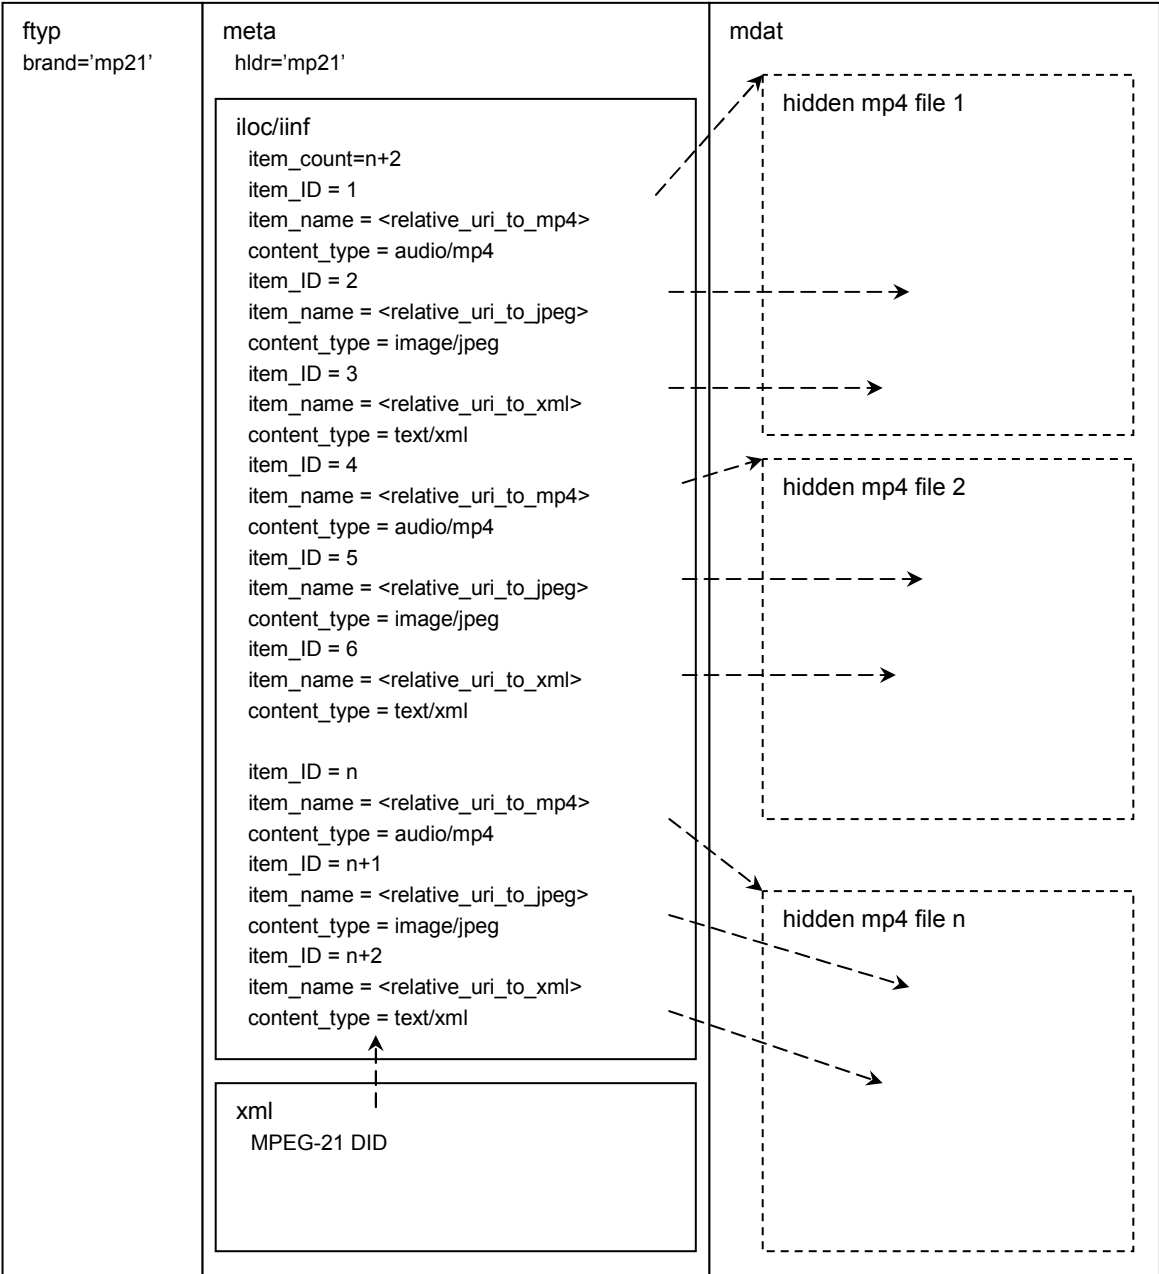 ftyp
brand=’mp21’
meta
hldr=’mp21’
iloc/iinf
item_count=n+2
item_ID = 1
item_name = <relative_uri_to_mp4>
content_type = audio/mp4
item_ID = 2
item_name = <relative_uri_to_jpeg>
content_type = image/jpeg
item_ID = 3
item_name = <relative_uri_to_xml>
content_type = text/xml
item_ID = 4
item_name = <relative_uri_to_mp4>
content_type = audio/mp4
item_ID = 5
item_name = <relative_uri_to_jpeg>
content_type = image/jpeg
item_ID = 6
item_name = <relative_uri_to_xml>
content_type = text/xml
item_ID = n
item_name = <relative_uri_to_mp4>
content_type = audio/mp4
item_ID = n+1
item_name = <relative_uri_to_jpeg>
content_type = image/jpeg
item_ID = n+2
item_name = <relative_uri_to_xml>
content_type = text/xml
xml
MPEG-21 DID
mdat
hidden mp4 file 1
hidden mp4 file 2
hidden mp4 file n